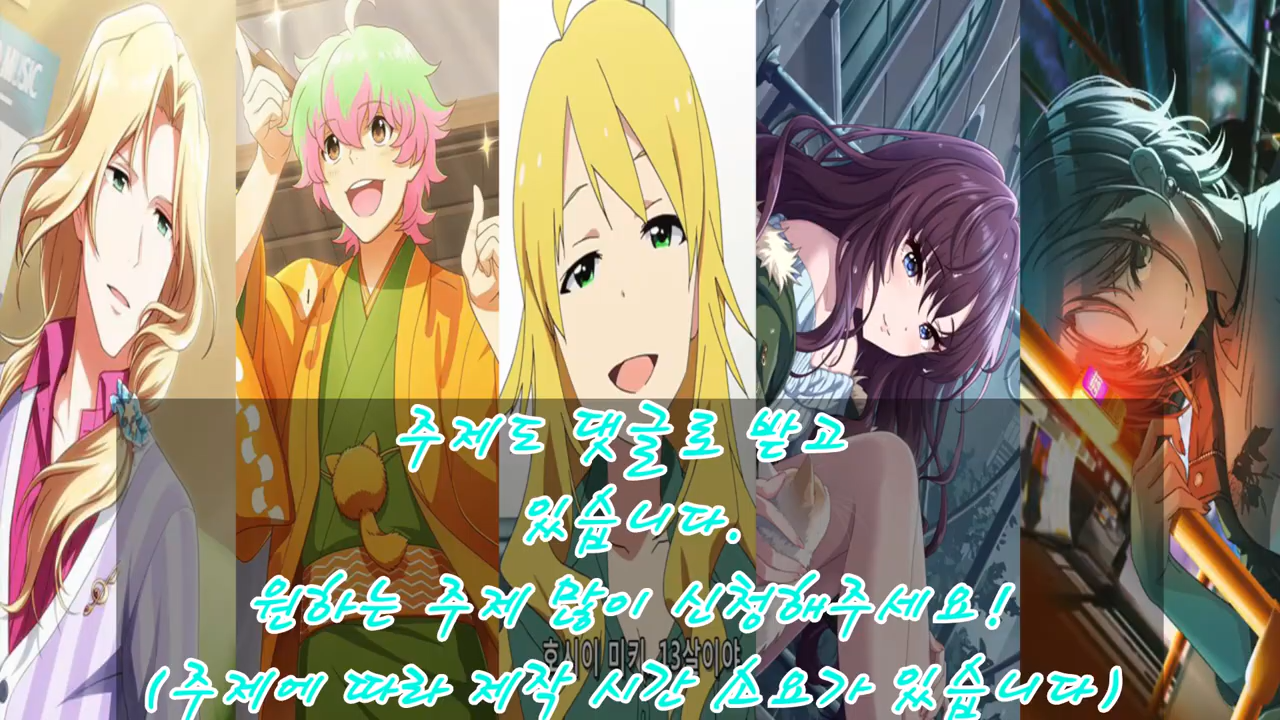 MUSIC
주제도 댓글로 받고
있습니다.
원하는 주제 많이 신청해주세요!
호시이 미키, 13살이야
(주제에 따라 제작 시간 소요가 있습니다)